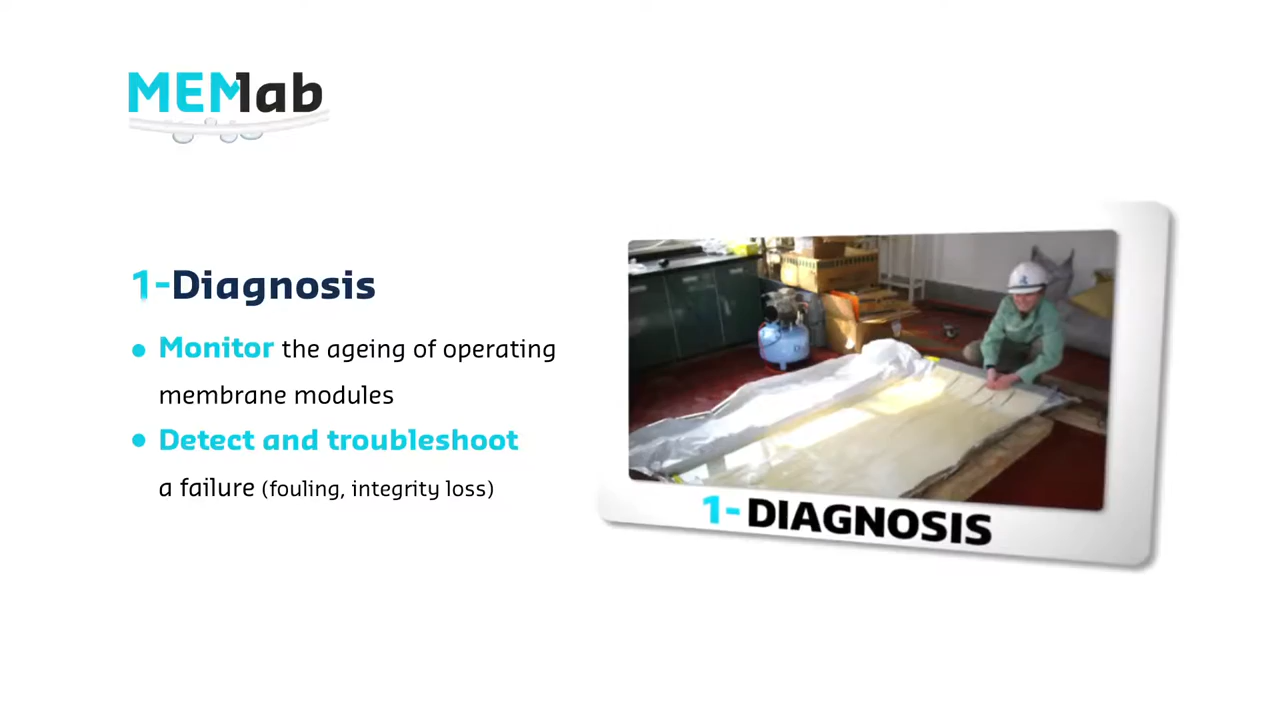 MEMlab
1-Diagnosis
• Monitor the ageing of operating
membrane modules
• Detect and troubleshoot
a failure (fouling, integrity loss)
1- DIAGNOSIS